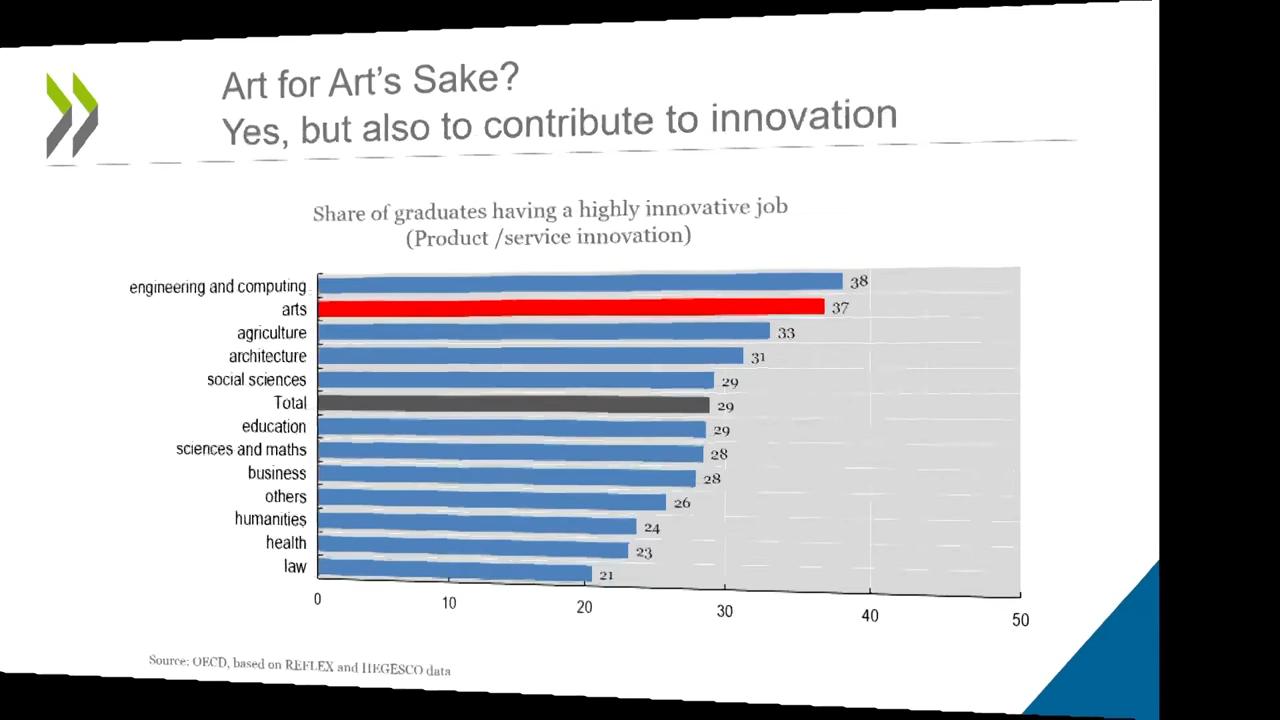 Art for Art's Sake?
Yes, but also to contribute to innovation
Share of graduates having a highly innovative job
(Product /service innovation)
engineering and computing 38
arts 37
agriculture 33
architecture 31
social sciences 29
Total 29
education 29
sciences and maths 28
business 28
others 26
humanities 24
health 23
law 21
0 10 20 30 40 50
Source: OECD, based on REFLEX and HEGESCO data